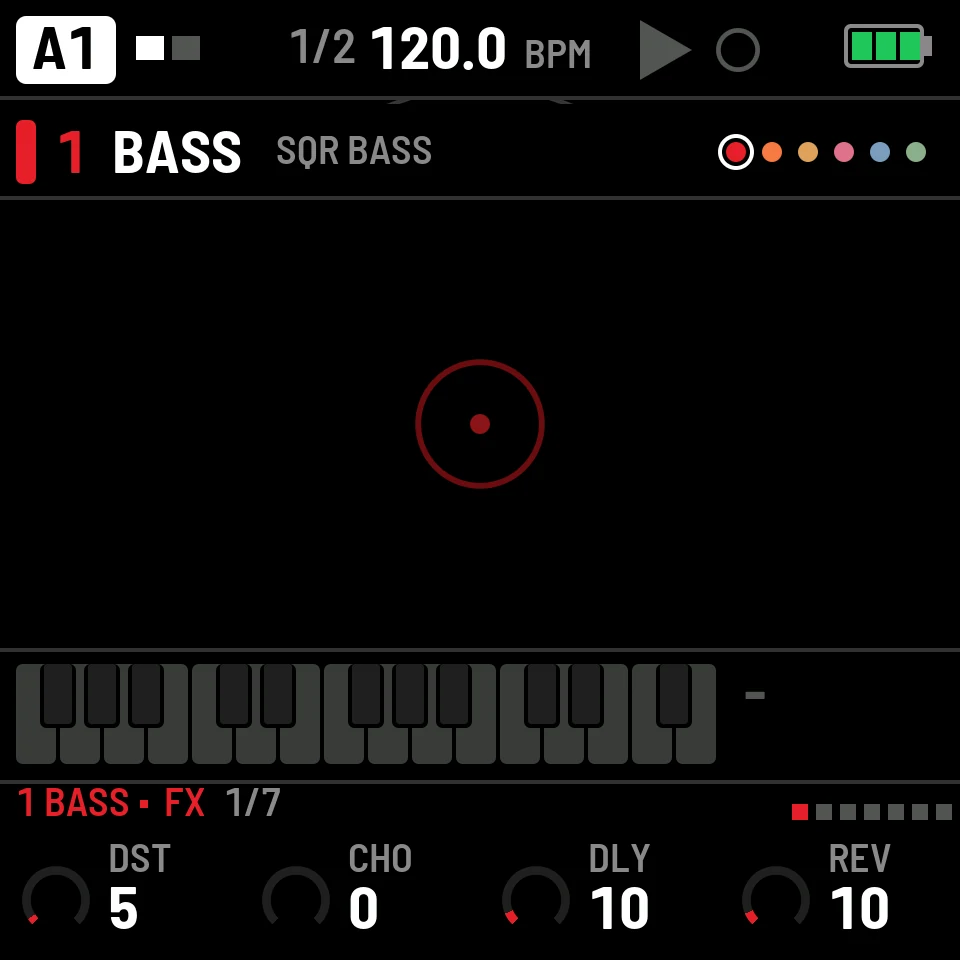 A1 1/2 120.0 BPM
1 BASS SQR BASS
-
1 BASS ▪ FX 1/7
DST CHO DLY REV
5 0 10 10